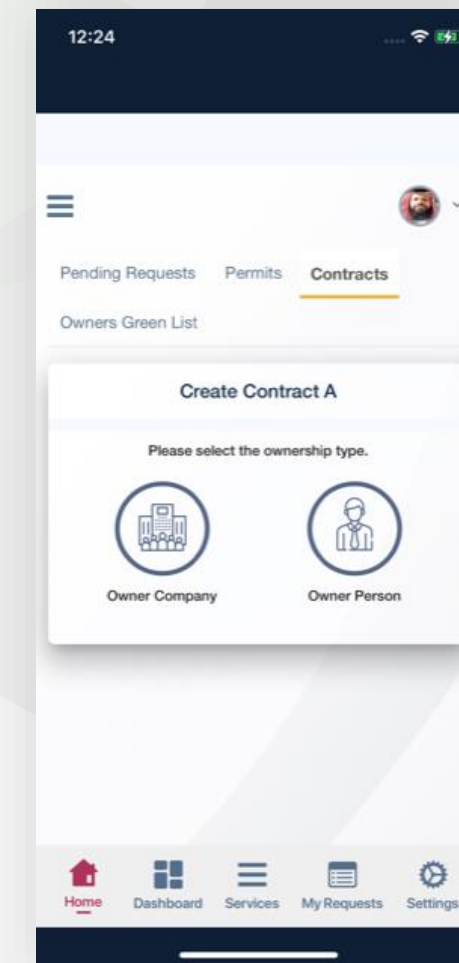 12:24
Pending Requests Permits Contracts
Owners Green List
Create Contract A
Please select the ownership type.
Owner Company Owner Person
Home Dashboard Services My Requests Settings